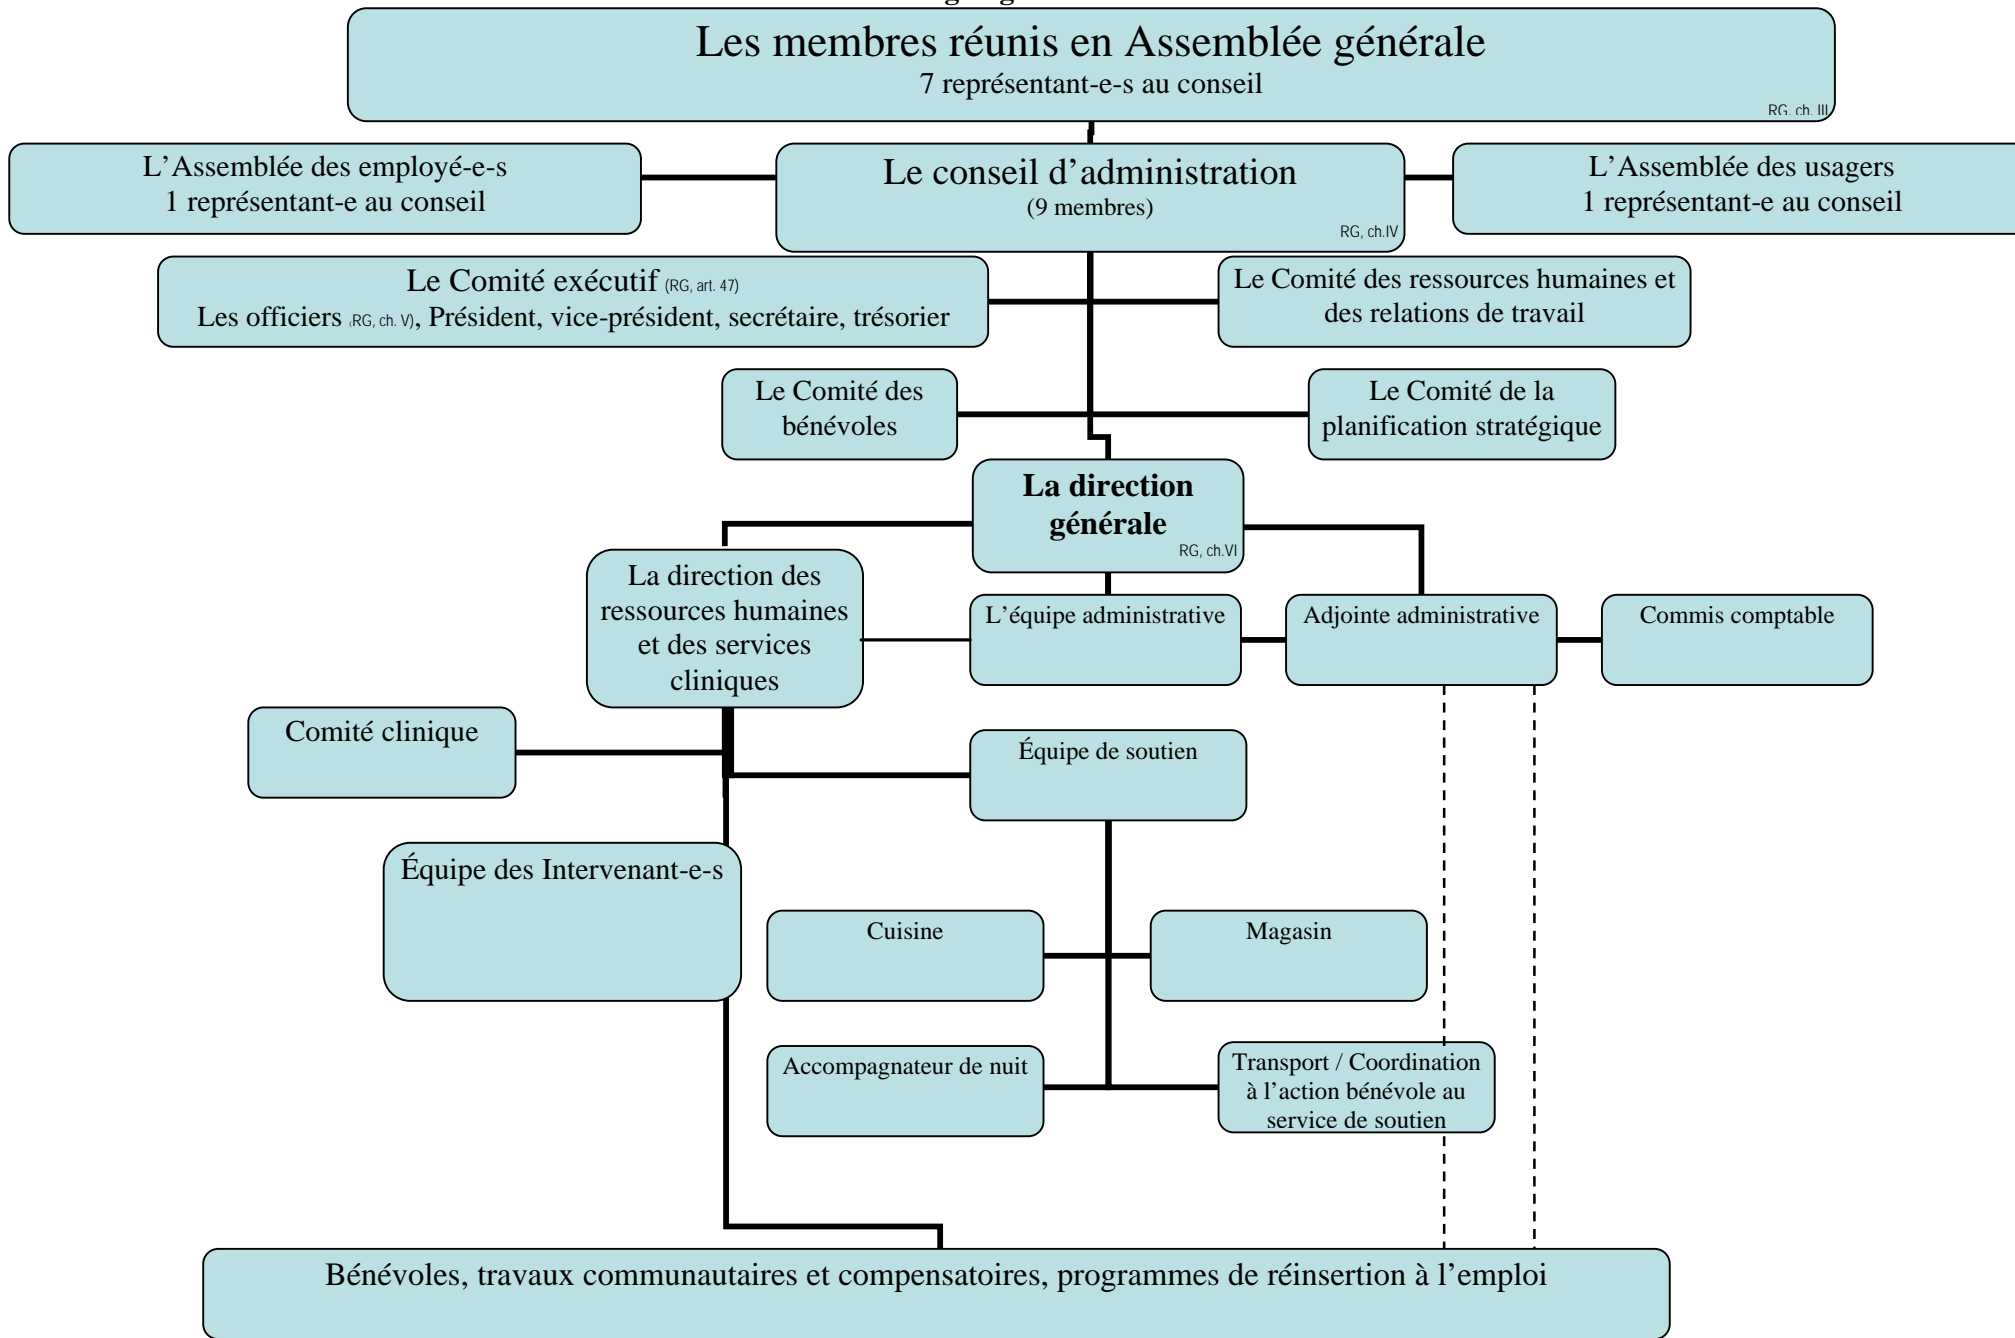 Les membres réunis en Assemblée générale
7 représentant-e-s au conseil
RG, ch. III
L’Assemblée des employé-e-s
1 représentant-e au conseil
Le conseil d’administration
(9 membres)
RG, ch.IV
L’Assemblée des usagers
1 représentant-e au conseil
Le Comité exécutif (RG, art. 47)
Les officiers (RG, ch. V), Président, vice-président, secrétaire, trésorier
Le Comité des ressources humaines et
des relations de travail
Le Comité des
bénévoles
Le Comité de la
planification stratégique
La direction
générale
RG, ch.VI
La direction des
ressources humaines
et des services
cliniques
L’équipe administrative
Adjointe administrative
Commis comptable
Comité clinique
Équipe de soutien
Équipe des Intervenant-e-s
Cuisine
Magasin
Accompagnateur de nuit
Transport / Coordination
à l’action bénévole au
service de soutien
Bénévoles, travaux communautaires et compensatoires, programmes de réinsertion à l’emploi